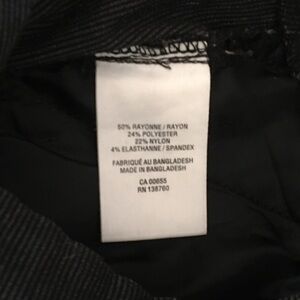 50% RAYONNE / RAYON
24% POLYESTER
22% NYLON
4% ELASTHANNE / SPANDEX
FABRIQUÉ AU BANGLADESH
MADE IN BANGLADESH
CA 00655
RN 138760